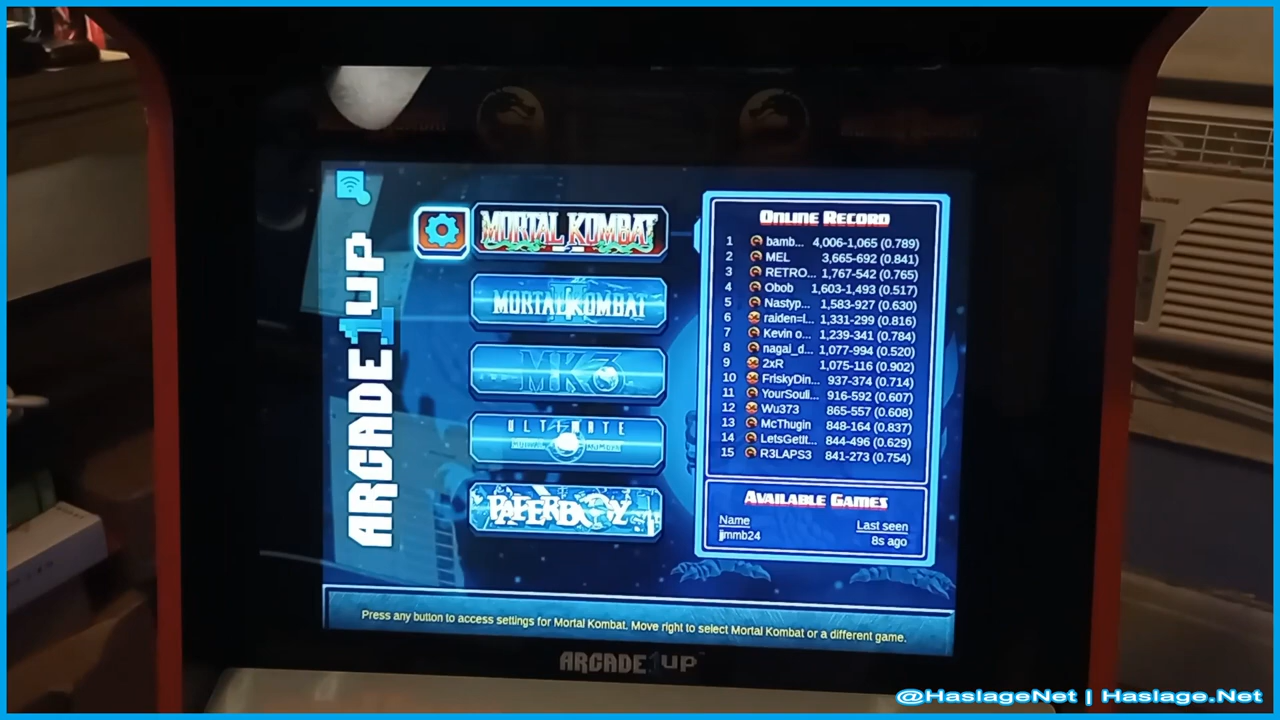 ARCADE1UP
MORTAL KOMBAT
MORTAL KOMBAT II
MK3
ULTIMATE
MORTAL KOMBAT
PAPERBOY
Online Record
1 bamb... 4,006-1,065 (0.789)
2 MEL 3,665-692 (0.841)
3 RETRO... 1,767-542 (0.765)
4 Obob 1,603-1,493 (0.517)
5 Nastyp... 1,583-927 (0.630)
6 raiden=l... 1,331-299 (0.816)
7 Kevin o... 1,239-341 (0.784)
8 nagai_d... 1,077-994 (0.520)
9 2xR 1,075-116 (0.902)
10 FriskyDin... 937-374 (0.714)
11 YourSouli... 916-592 (0.607)
12 Wu373 865-557 (0.608)
13 McThugin 848-164 (0.837)
14 LetsGetIt... 844-496 (0.629)
15 R3LAPS3 841-273 (0.754)
Available Games
Name Last seen
jjmmb24 8s ago
Press any button to access settings for Mortal Kombat. Move right to select Mortal Kombat or a different game.
ARCADE1UP™
@HaslageNet | Haslage.Net